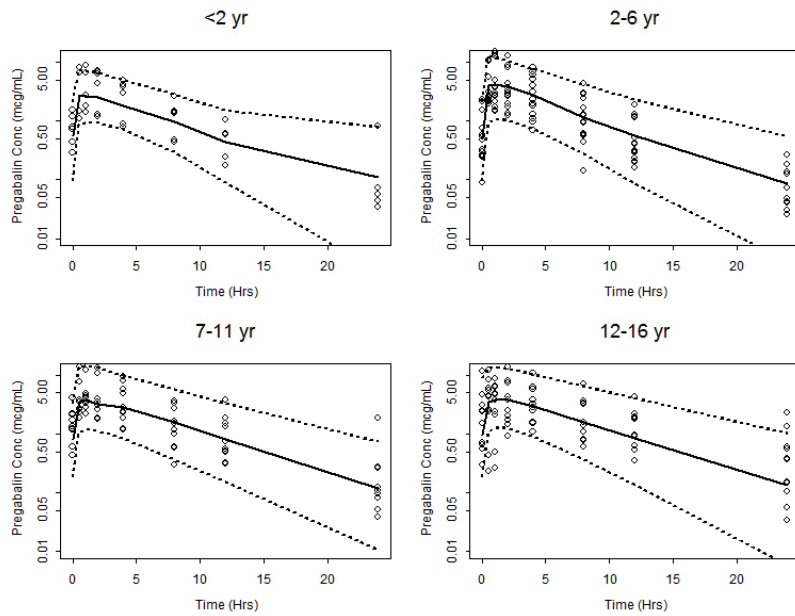 <2 yr
2-6 yr
Pregabalin Conc (mcg/mL)
5.00
0.50
0.05
0.01
0 5 10 15 20
Time (Hrs)
Pregabalin Conc (mcg/mL)
5.00
0.50
0.05
0.01
0 5 10 15 20
Time (Hrs)
7-11 yr
12-16 yr
Pregabalin Conc (mcg/mL)
5.00
0.50
0.05
0.01
0 5 10 15 20
Time (Hrs)
Pregabalin Conc (mcg/mL)
5.00
0.50
0.05
0.01
0 5 10 15 20
Time (Hrs)